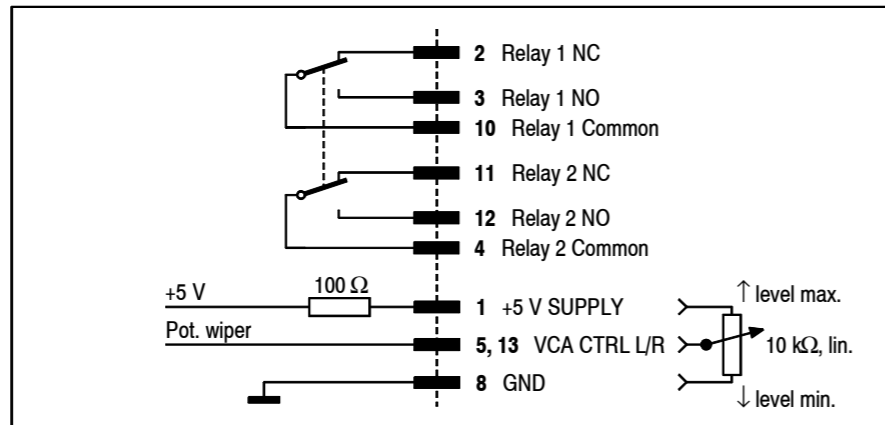 2 Relay 1 NC
3 Relay 1 NO
10 Relay 1 Common
11 Relay 2 NC
12 Relay 2 NO
4 Relay 2 Common
+5 V 100 Ω 1 +5 V SUPPLY ↑ level max.
Pot. wiper 5, 13 VCA CTRL L/R 10 kΩ, lin.
8 GND ↓ level min.